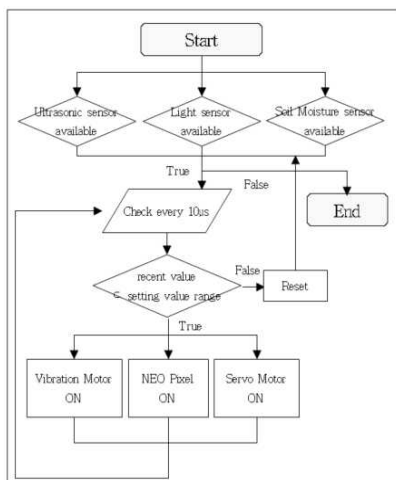 Start
Ultrasonic sensor
available
Light sensor
available
Soil Moisture sensor
available
True
False
Check every 10µs
End
recent value
⊂ setting value range
False
Reset
True
Vibration Motor
ON
NEO Pixel
ON
Servo Motor
ON